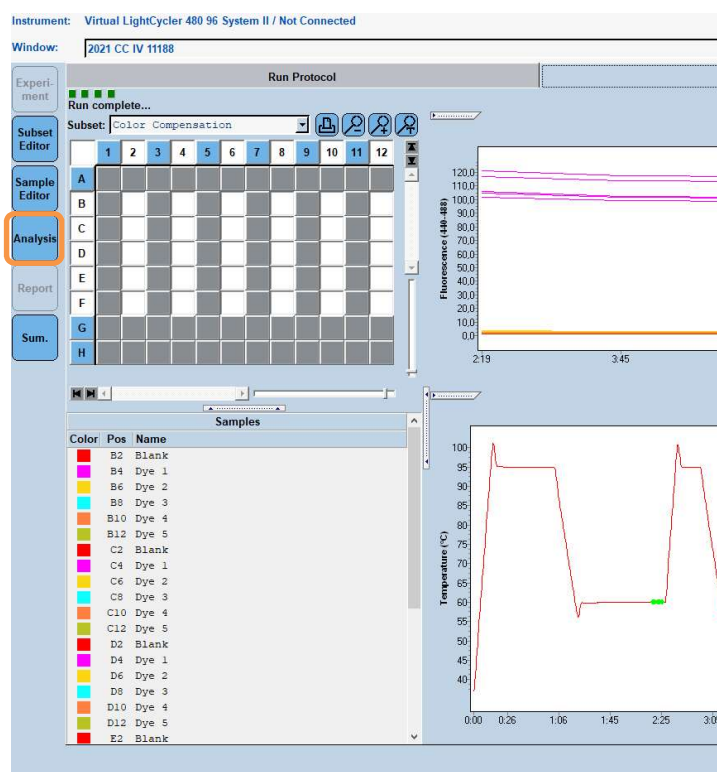 Instrument: Virtual LightCycler 480 96 System II / Not Connected
Window: 2021 CC IV 11188
Experi-
ment
Subset
Editor
Sample
Editor
Analysis
Report
Sum.
Run Protocol
Run complete...
Subset: Color Compensation
1 2 3 4 5 6 7 8 9 10 11 12
A
B
C
D
E
F
G
H
Samples
Color Pos Name
B2 Blank
B4 Dye 1
B6 Dye 2
B8 Dye 3
B10 Dye 4
B12 Dye 5
C2 Blank
C4 Dye 1
C6 Dye 2
C8 Dye 3
C10 Dye 4
C12 Dye 5
D2 Blank
D4 Dye 1
D6 Dye 2
D8 Dye 3
D10 Dye 4
D12 Dye 5
E2 Blank
Fluorescence (440-488)
120.0
110.0
100.0
90.0
80.0
70.0
60.0
50.0
40.0
30.0
20.0
10.0
0.0
2:19 3:45
Temperature (°C)
100
95
90
85
80
75
70
65
60
55
50
45
40
0:00 0:26 1:06 1:45 2:25